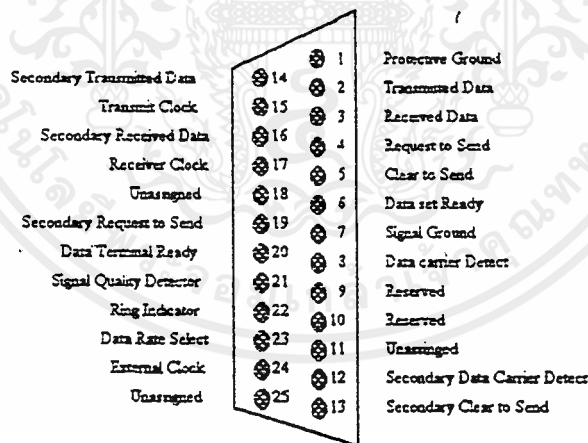 Secondary Transmitted Data 14
Transmit Clock 15
Secondary Received Data 16
Receiver Clock 17
Unasigned 18
Secondary Request to Send 19
Data Terminal Ready 20
Signal Quality Detector 21
Ring Indicator 22
Data Rate Select 23
External Clock 24
Unasigned 25
1 Protective Ground
2 Transmitted Data
3 Received Data
4 Request to Send
5 Clear to Send
6 Data set Ready
7 Signal Ground
8 Data carrier Detect
9 Reserved
10 Reserved
11 Unassinged
12 Secondary Data Carrier Detect
13 Secondary Clear to Send